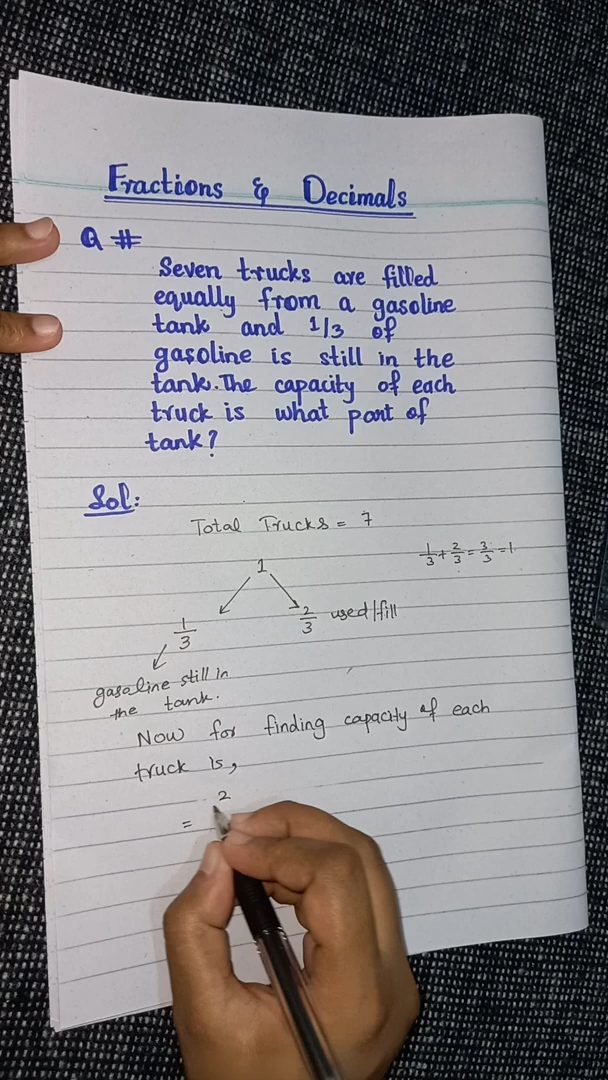 Fractions & Decimals
Q #
Seven trucks are filled
equally from a gasoline
tank and 1/3 of
gasoline is still in the
tank. The capacity of each
truck is what part of
tank?
Sol:
Total Trucks = 7
1/3 + 2/3 = 3/3 = 1
1
1/3
2/3 used/fill
gasoline still in
the tank.
Now for finding capacity of each
truck is,
= 2